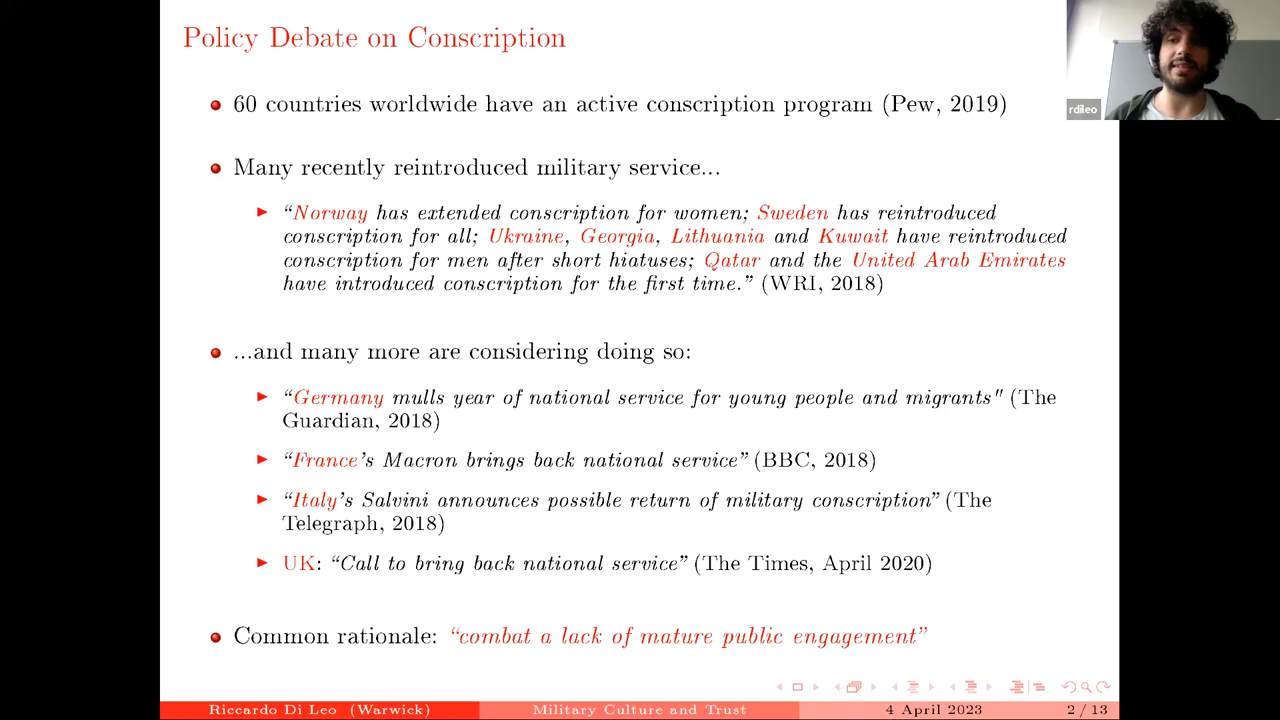 Policy Debate on Conscription
60 countries worldwide have an active conscription program (Pew, 2019)
rdileo
Many recently reintroduced military service...
“Norway has extended conscription for women; Sweden has reintroduced
conscription for all; Ukraine, Georgia, Lithuania and Kuwait have reintroduced
conscription for men after short hiatuses; Qatar and the United Arab Emirates
have introduced conscription for the first time.” (WRI, 2018)
...and many more are considering doing so:
“Germany mulls year of national service for young people and migrants" (The
Guardian, 2018)
“France’s Macron brings back national service” (BBC, 2018)
“Italy’s Salvini announces possible return of military conscription” (The
Telegraph, 2018)
UK: “Call to bring back national service” (The Times, April 2020)
Common rationale: “combat a lack of mature public engagement”
Riccardo Di Leo (Warwick) Military Culture and Trust 4 April 2023 2 / 13